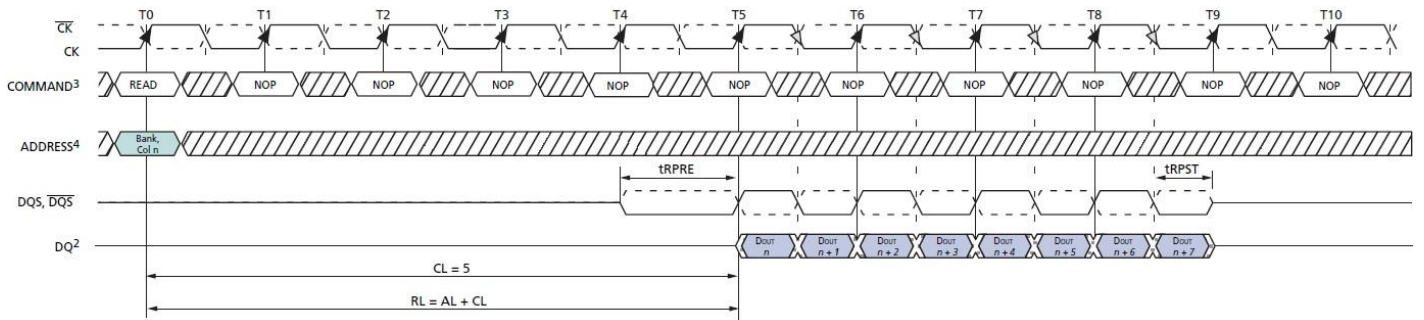 T0 T1 T2 T3 T4 T5 T6 T7 T8 T9 T10
CK
CK
COMMAND3 READ NOP NOP NOP NOP NOP NOP NOP NOP NOP NOP
ADDRESS4 Bank,
Col n
tRPRE tRPST
DQS, DQS
DQ2 DOUT n DOUT n + 1 DOUT n + 2 DOUT n + 3 DOUT n + 4 DOUT n + 5 DOUT n + 6 DOUT n + 7
CL = 5
RL = AL + CL